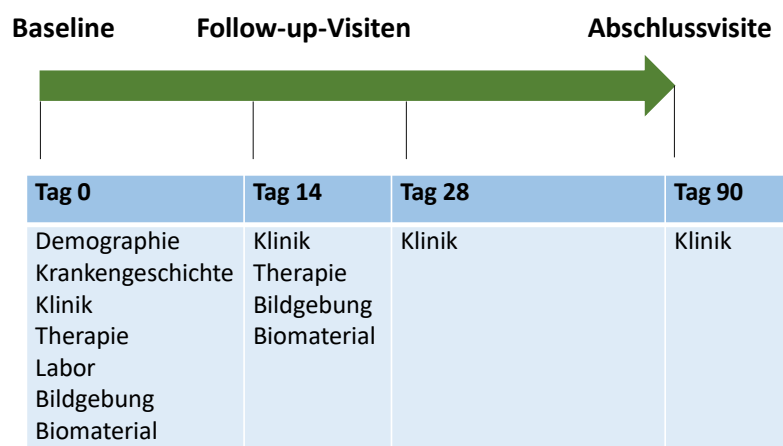 Baseline Follow-up-Visiten Abschlussvisite
Tag 0 Tag 14 Tag 28 Tag 90
Demographie Klinik Klinik Klinik
Krankengeschichte Therapie
Klinik Bildgebung
Therapie Biomaterial
Labor
Bildgebung
Biomaterial